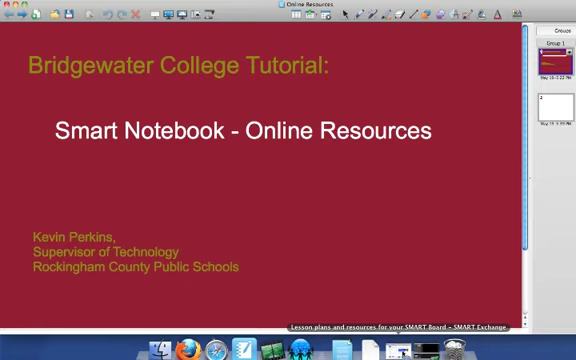 Online Resources
Groups
Group 1
Bridgewater College Tutorial:
Smart Notebook - Online Resources
Kevin Perkins,
Supervisor of Technology
Rockingham County Public Schools
Lesson plans and resources for your SMART Board - SMART Exchange